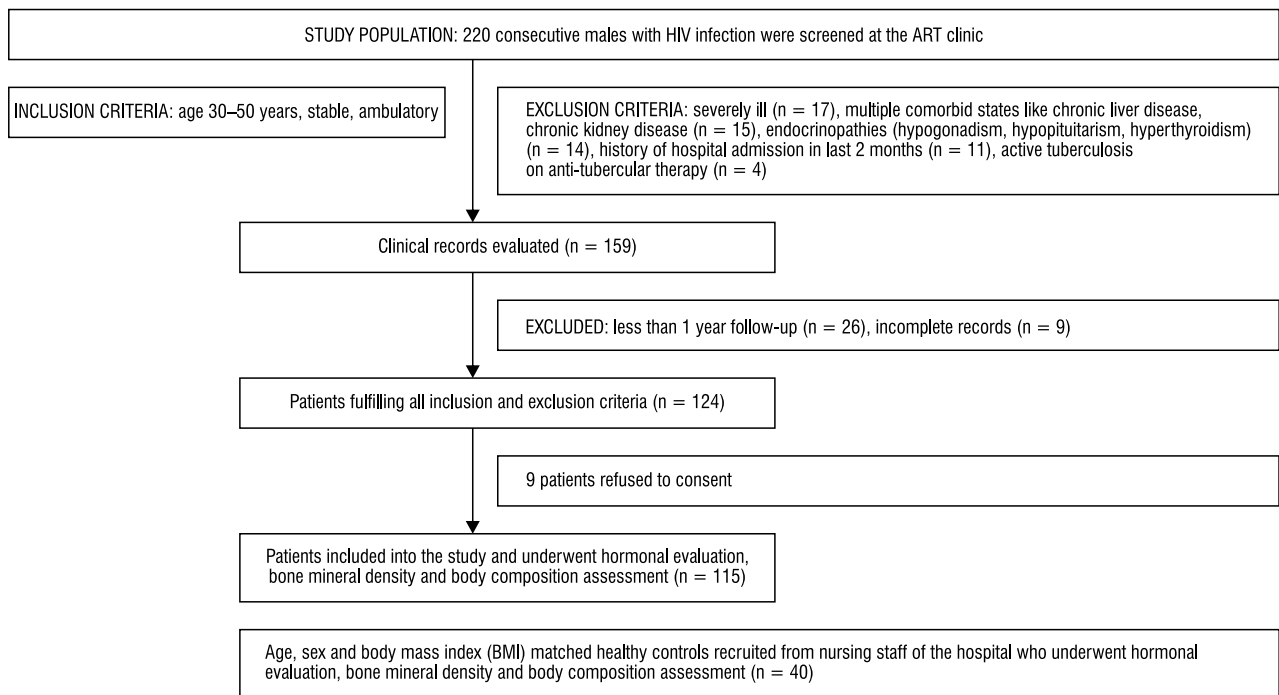 STUDY POPULATION: 220 consecutive males with HIV infection were screened at the ART clinic
INCLUSION CRITERIA: age 30–50 years, stable, ambulatory
EXCLUSION CRITERIA: severely ill (n = 17), multiple comorbid states like chronic liver disease,
chronic kidney disease (n = 15), endocrinopathies (hypogonadism, hypopituitarism, hyperthyroidism)
(n = 14), history of hospital admission in last 2 months (n = 11), active tuberculosis
on anti-tubercular therapy (n = 4)
Clinical records evaluated (n = 159)
EXCLUDED: less than 1 year follow-up (n = 26), incomplete records (n = 9)
Patients fulfilling all inclusion and exclusion criteria (n = 124)
9 patients refused to consent
Patients included into the study and underwent hormonal evaluation,
bone mineral density and body composition assessment (n = 115)
Age, sex and body mass index (BMI) matched healthy controls recruited from nursing staff of the hospital who underwent hormonal
evaluation, bone mineral density and body composition assessment (n = 40)